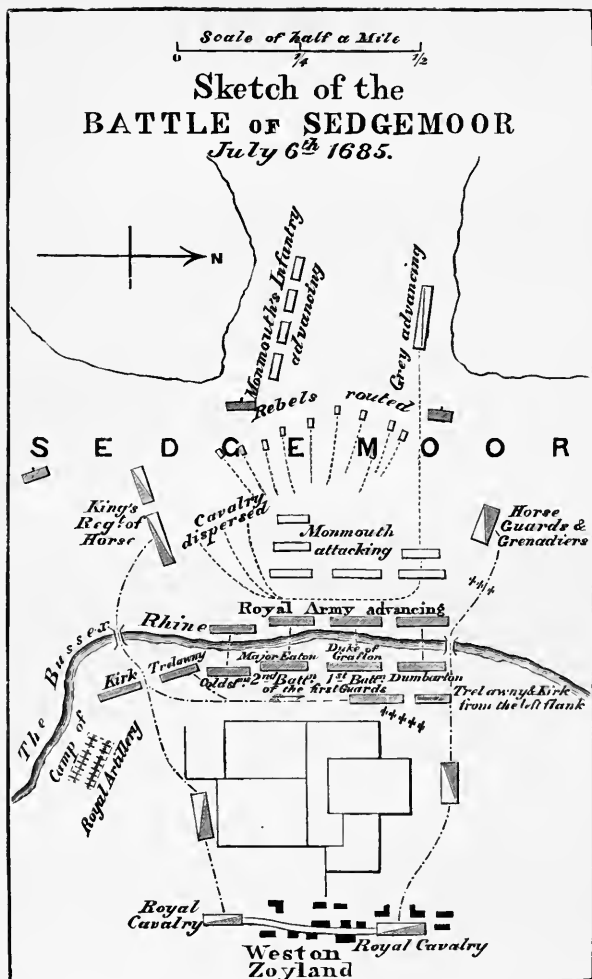 Scale of half a Mile
0 1/4 1/2
Sketch of the
BATTLE OF SEDGEMOOR
July 6th 1685.
N
Monmouth's Infantry
advancing
Grey advancing
Rebels routed
SEDGEMOOR
King's
Regt. of
Horse
Cavalry
dispersed
Monmouth
attacking
Horse
Guards &
Grenadiers
Royal Army advancing
The Bussex Rhine
Kirk
Trelawny
Coldsn.
Major Eaton
2nd Battn
Duke of
Grafton
1st Battn
of the first Guards
Dumbarton
Trelawny & Kirk
from the left flank
Camp of
Royal Artillery
Royal
Cavalry
Royal Cavalry
Weston
Zoyland